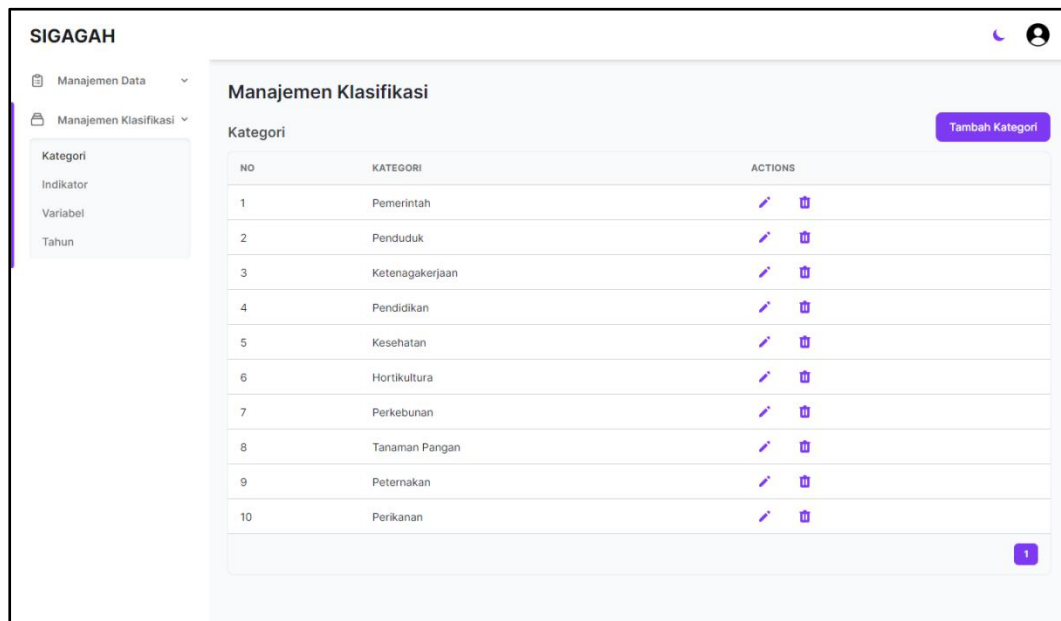 SIGAGAH
Manajemen Data
Manajemen Klasifikasi
Kategori
Indikator
Variabel
Tahun
Manajemen Klasifikasi
Kategori
Tambah Kategori
NO KATEGORI ACTIONS
1 Pemerintah
2 Penduduk
3 Ketenagakerjaan
4 Pendidikan
5 Kesehatan
6 Hortikultura
7 Perkebunan
8 Tanaman Pangan
9 Peternakan
10 Perikanan
1